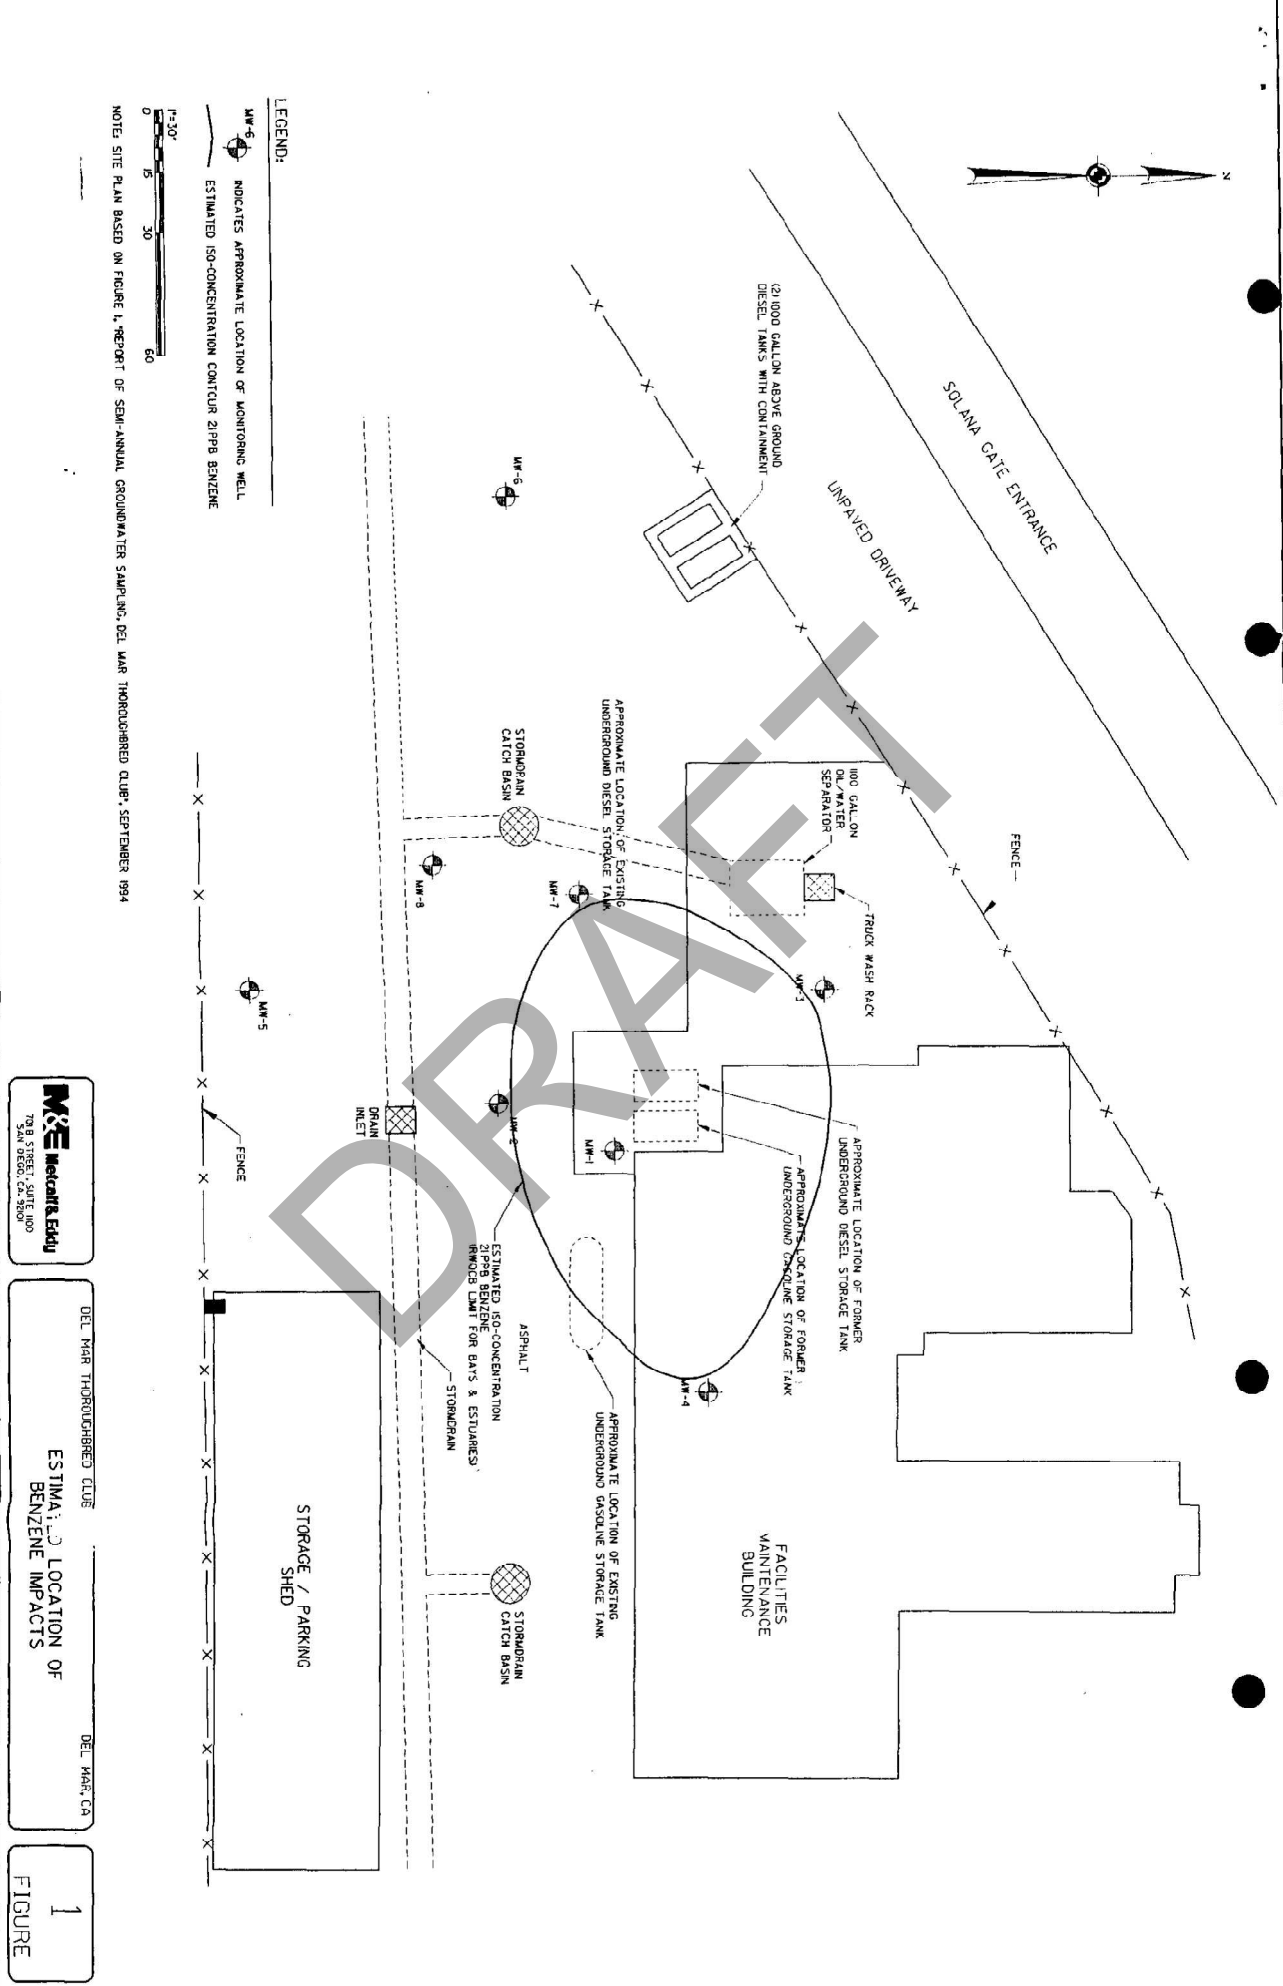 N
SOLANA GATE ENTRANCE
UNPAVED DRIVEWAY
(2) 1000 GALLON ABOVE GROUND
DIESEL TANKS WITH CONTAINMENT
FENCE
1100 GALLON
OIL/WATER
SEPARATOR
TRUCK WASH RACK
APPROXIMATE LOCATION OF EXISTING
UNDERGROUND DIESEL STORAGE TANK
STORMDRAIN
CATCH BASIN
MW-6
MW-7
MW-8
MW-3
MW-5
MW-2
MW-1
MW-4
APPROXIMATE LOCATION OF FORMER
UNDERGROUND DIESEL STORAGE TANK
APPROXIMATE LOCATION OF FORMER
UNDERGROUND GASOLINE STORAGE TANK
DRAIN
INLET
FENCE
ESTIMATED ISO-CONCENTRATION
21PPB BENZENE
(RWQCB LIMIT FOR BAYS & ESTUARIES)
ASPHALT
STORMDRAIN
APPROXIMATE LOCATION OF EXISTING
UNDERGROUND GASOLINE STORAGE TANK
STORMDRAIN
CATCH BASIN
FACILITIES
MAINTENANCE
BUILDING
STORAGE / PARKING
SHED
DRAFT
LEGEND:
MW-6
INDICATES APPROXIMATE LOCATION OF MONITORING WELL
ESTIMATED ISO-CONCENTRATION CONTOUR 21PPB BENZENE
1"=30'
0 15 30 60
NOTE: SITE PLAN BASED ON FIGURE 1, "REPORT OF SEMI-ANNUAL GROUNDWATER SAMPLING, DEL MAR THOROUGHBRED CLUB", SEPTEMBER 1994
M&E Metcalf & Eddy
701 B STREET, SUITE 1100
SAN DIEGO, CA. 92101
DEL MAR THOROUGHBRED CLUB
DEL MAR, CA
ESTIMATED LOCATION OF
BENZENE IMPACTS
1
FIGURE